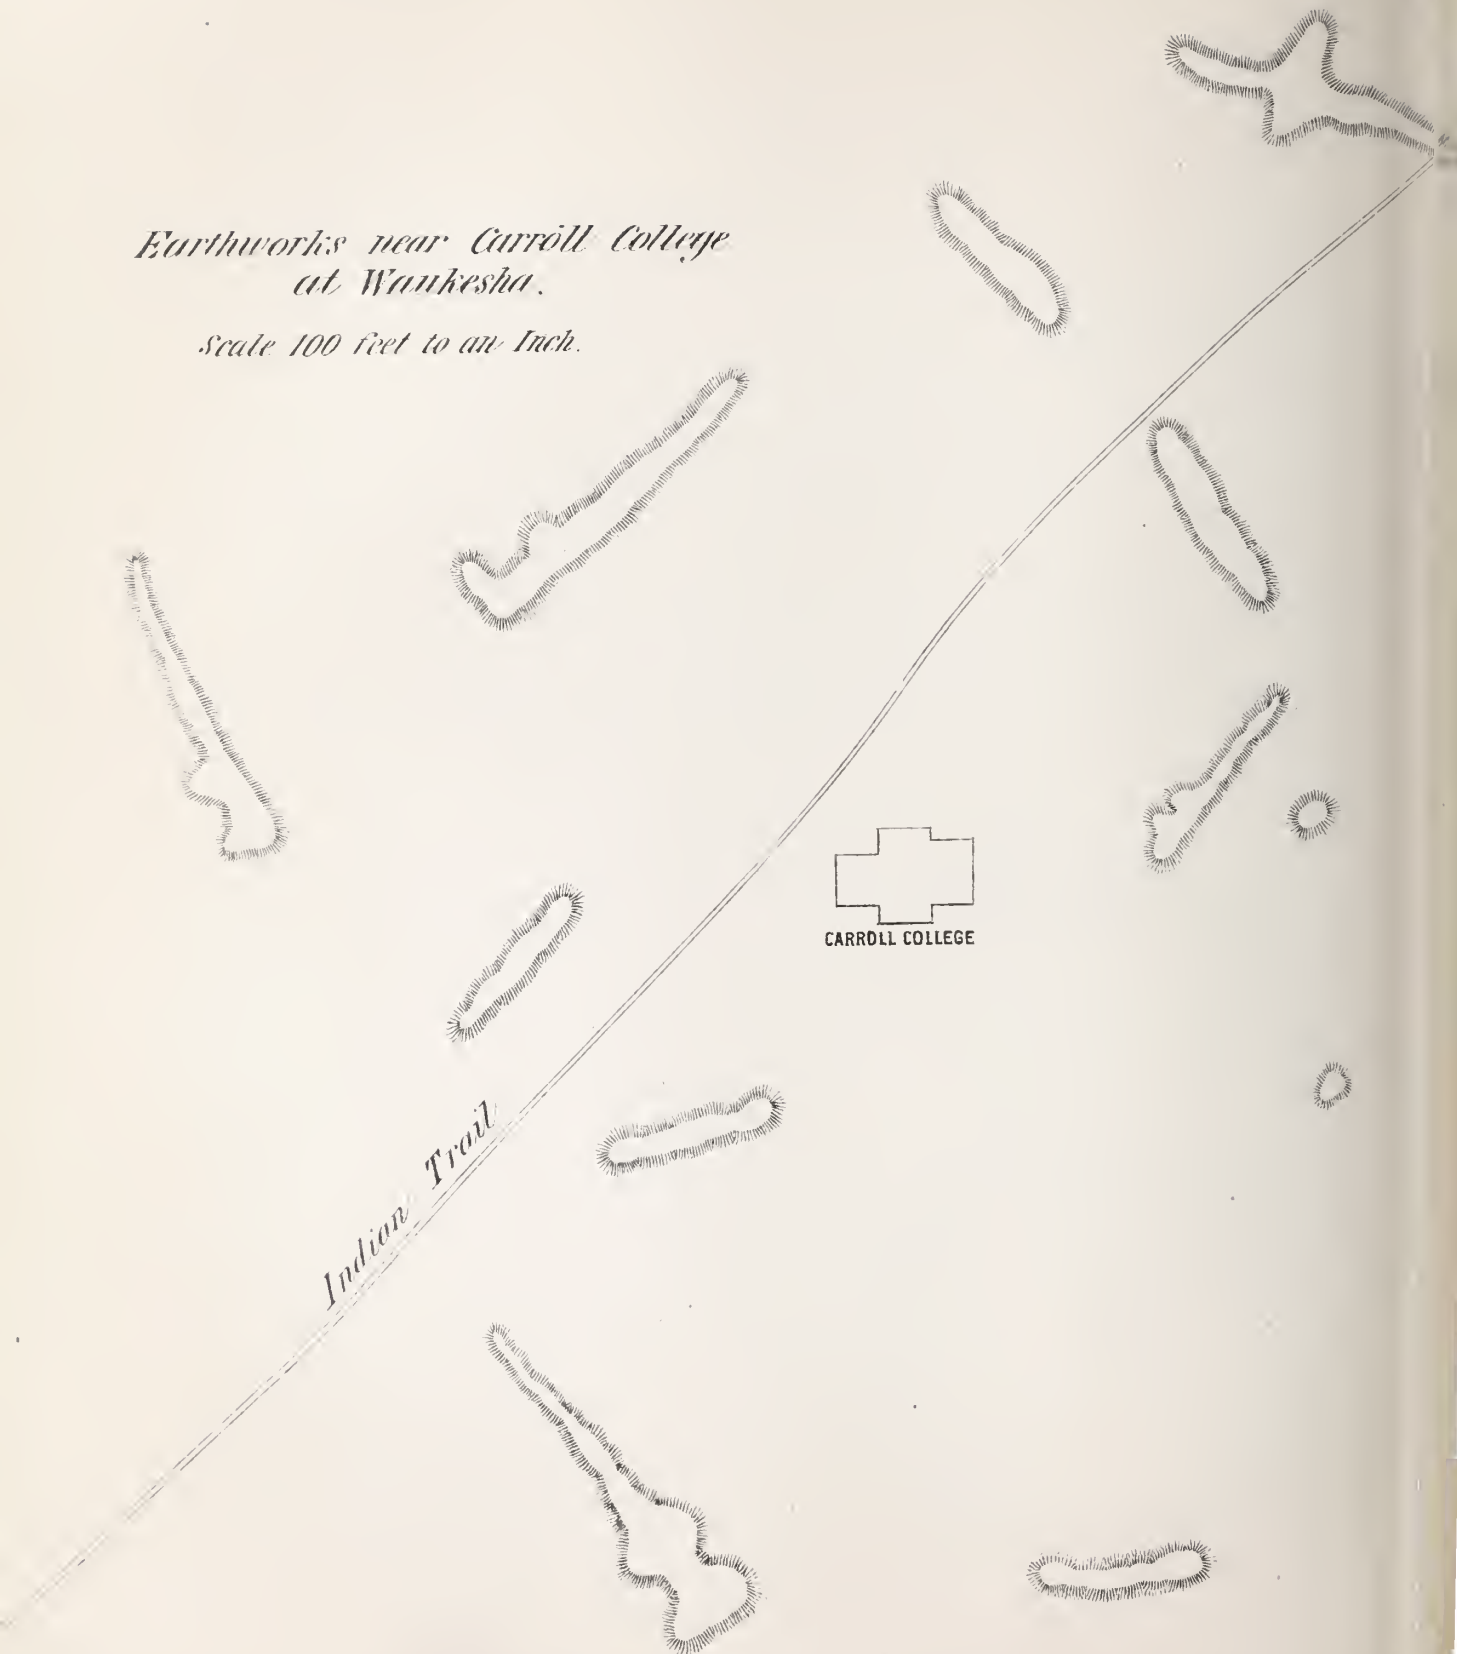 Earthworks near Carroll College
at Waukesha.
Scale 100 feet to an Inch.
CARROLL COLLEGE
Indian Trail